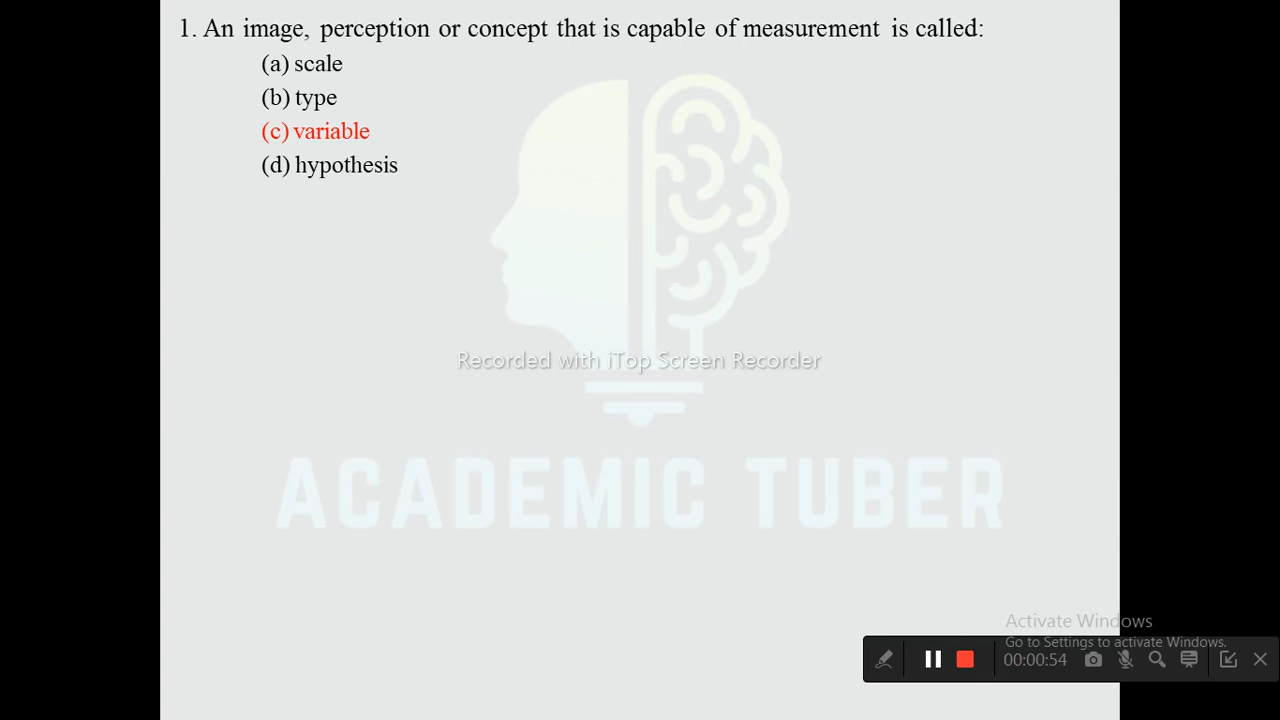 1. An image, perception or concept that is capable of measurement is called:
(a) scale
(b) type
(c) variable
(d) hypothesis
Recorded with iTop Screen Recorder
ACADEMIC TUBER
Activate Windows
Go to Settings to activate Windows.
00:00:54